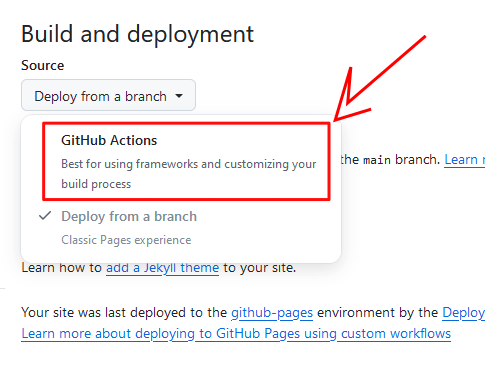 Build and deployment
Source
Deploy from a branch
GitHub Actions
Best for using frameworks and customizing your
build process
the main branch. Learn
Deploy from a branch
Classic Pages experience
Learn how to add a Jekyll theme to your site.
Your site was last deployed to the github-pages environment by the Deploy
Learn more about deploying to GitHub Pages using custom workflows